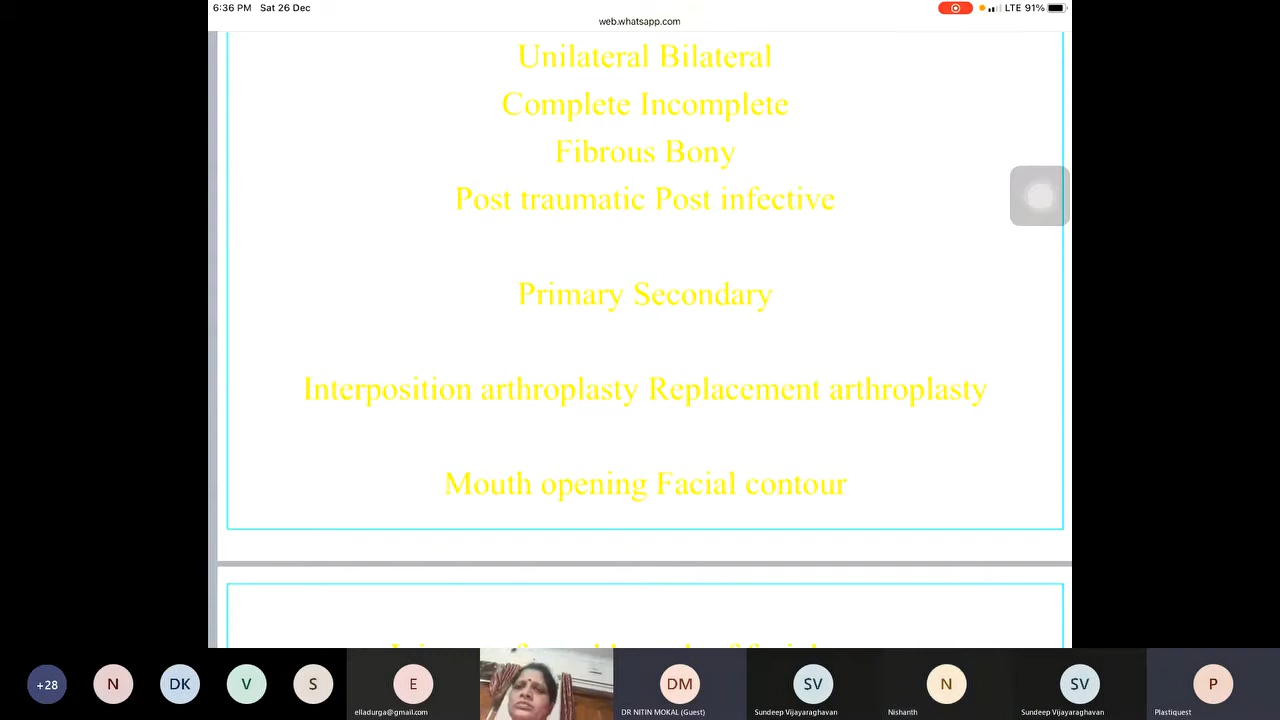 6:36 PM Sat 26 Dec
LTE 91%
web.whatsapp.com
Unilateral Bilateral
Complete Incomplete
Fibrous Bony
Post traumatic Post infective
Primary Secondary
Interposition arthroplasty Replacement arthroplasty
Mouth opening Facial contour
+28
N
DK
V
S
E
DM
SV
N
SV
P
elladurga@gmail.com
DR NITIN MOKAL (Guest)
Sundeep Vijayaraghavan
Nishanth
Sundeep Vijayaraghavan
Plastiquest